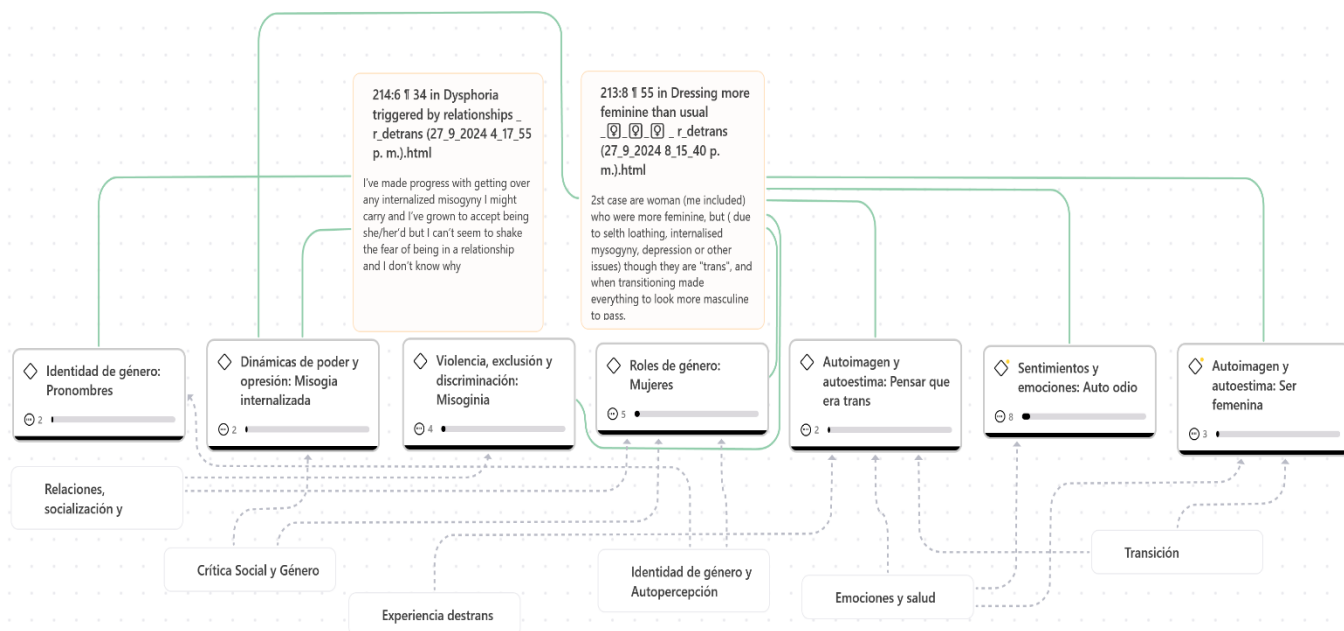 214:6 ¶ 34 in Dysphoria
triggered by relationships _
r_detrans (27_9_2024 4_17_55
p. m.).html
I've made progress with getting over
any internalized misogyny I might
carry and I've grown to accept being
she/her'd but I can't seem to shake
the fear of being in a relationship
and I don't know why
213:8 ¶ 55 in Dressing more
feminine than usual
_ _ _ _ r_detrans
(27_9_2024 8_15_40 p.
m.).html
2st case are woman (me included)
who were more feminine, but ( due
to selth loathing, internalised
mysogyny, depression or other
issues) though they are "trans", and
when transitioning made
everything to look more masculine
to pass.
Identidad de género:
Pronombres
2
Dinámicas de poder y
opresión: Misogia
internalizada
2
Violencia, exclusión y
discriminación:
Misoginia
4
Roles de género:
Mujeres
5
Autoimagen y
autoestima: Pensar que
era trans
2
Sentimientos y
emociones: Auto odio
8
Autoimagen y
autoestima: Ser
femenina
3
Relaciones,
socialización y
Crítica Social y Género
Experiencia destrans
Identidad de género y
Autopercepción
Emociones y salud
Transición